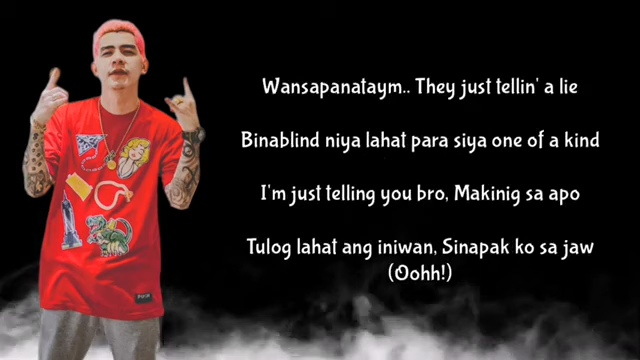 Wansapanataym.. They just tellin' a lie
Binablind niya lahat para siya one of a kind
I'm just telling you bro, Makinig sa apo
Tulog lahat ang iniwan, Sinapak ko sa jaw
(Oohh!)